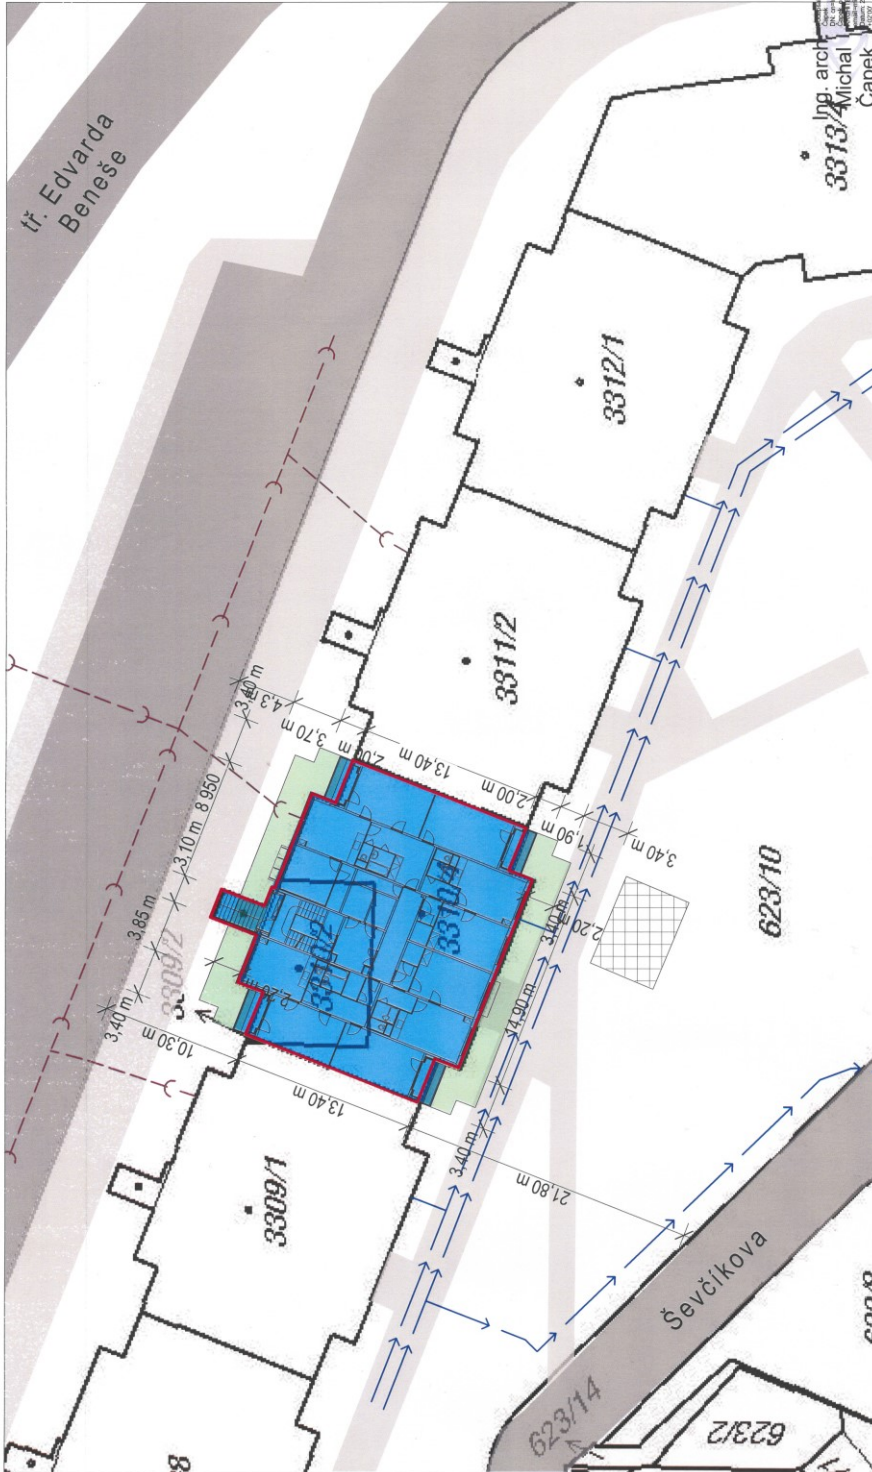 tř. Edvarda
Beneše
Ing. arch.
Michal
Čapek
3313/4
3312/1
3311/2
3,40 m
3,70 m
2,00 m
13,40 m
2,00 m
1,90 m
3,40 m
8 950
3,10 m
3,85 m
3,40 m
3309/2
3310/2
3310/4
10,30 m
13,40 m
3,40 m
2,20 m
14,90 m
3,40 m
21,80 m
623/10
3309/1
Ševčíkova
623/14
623/2